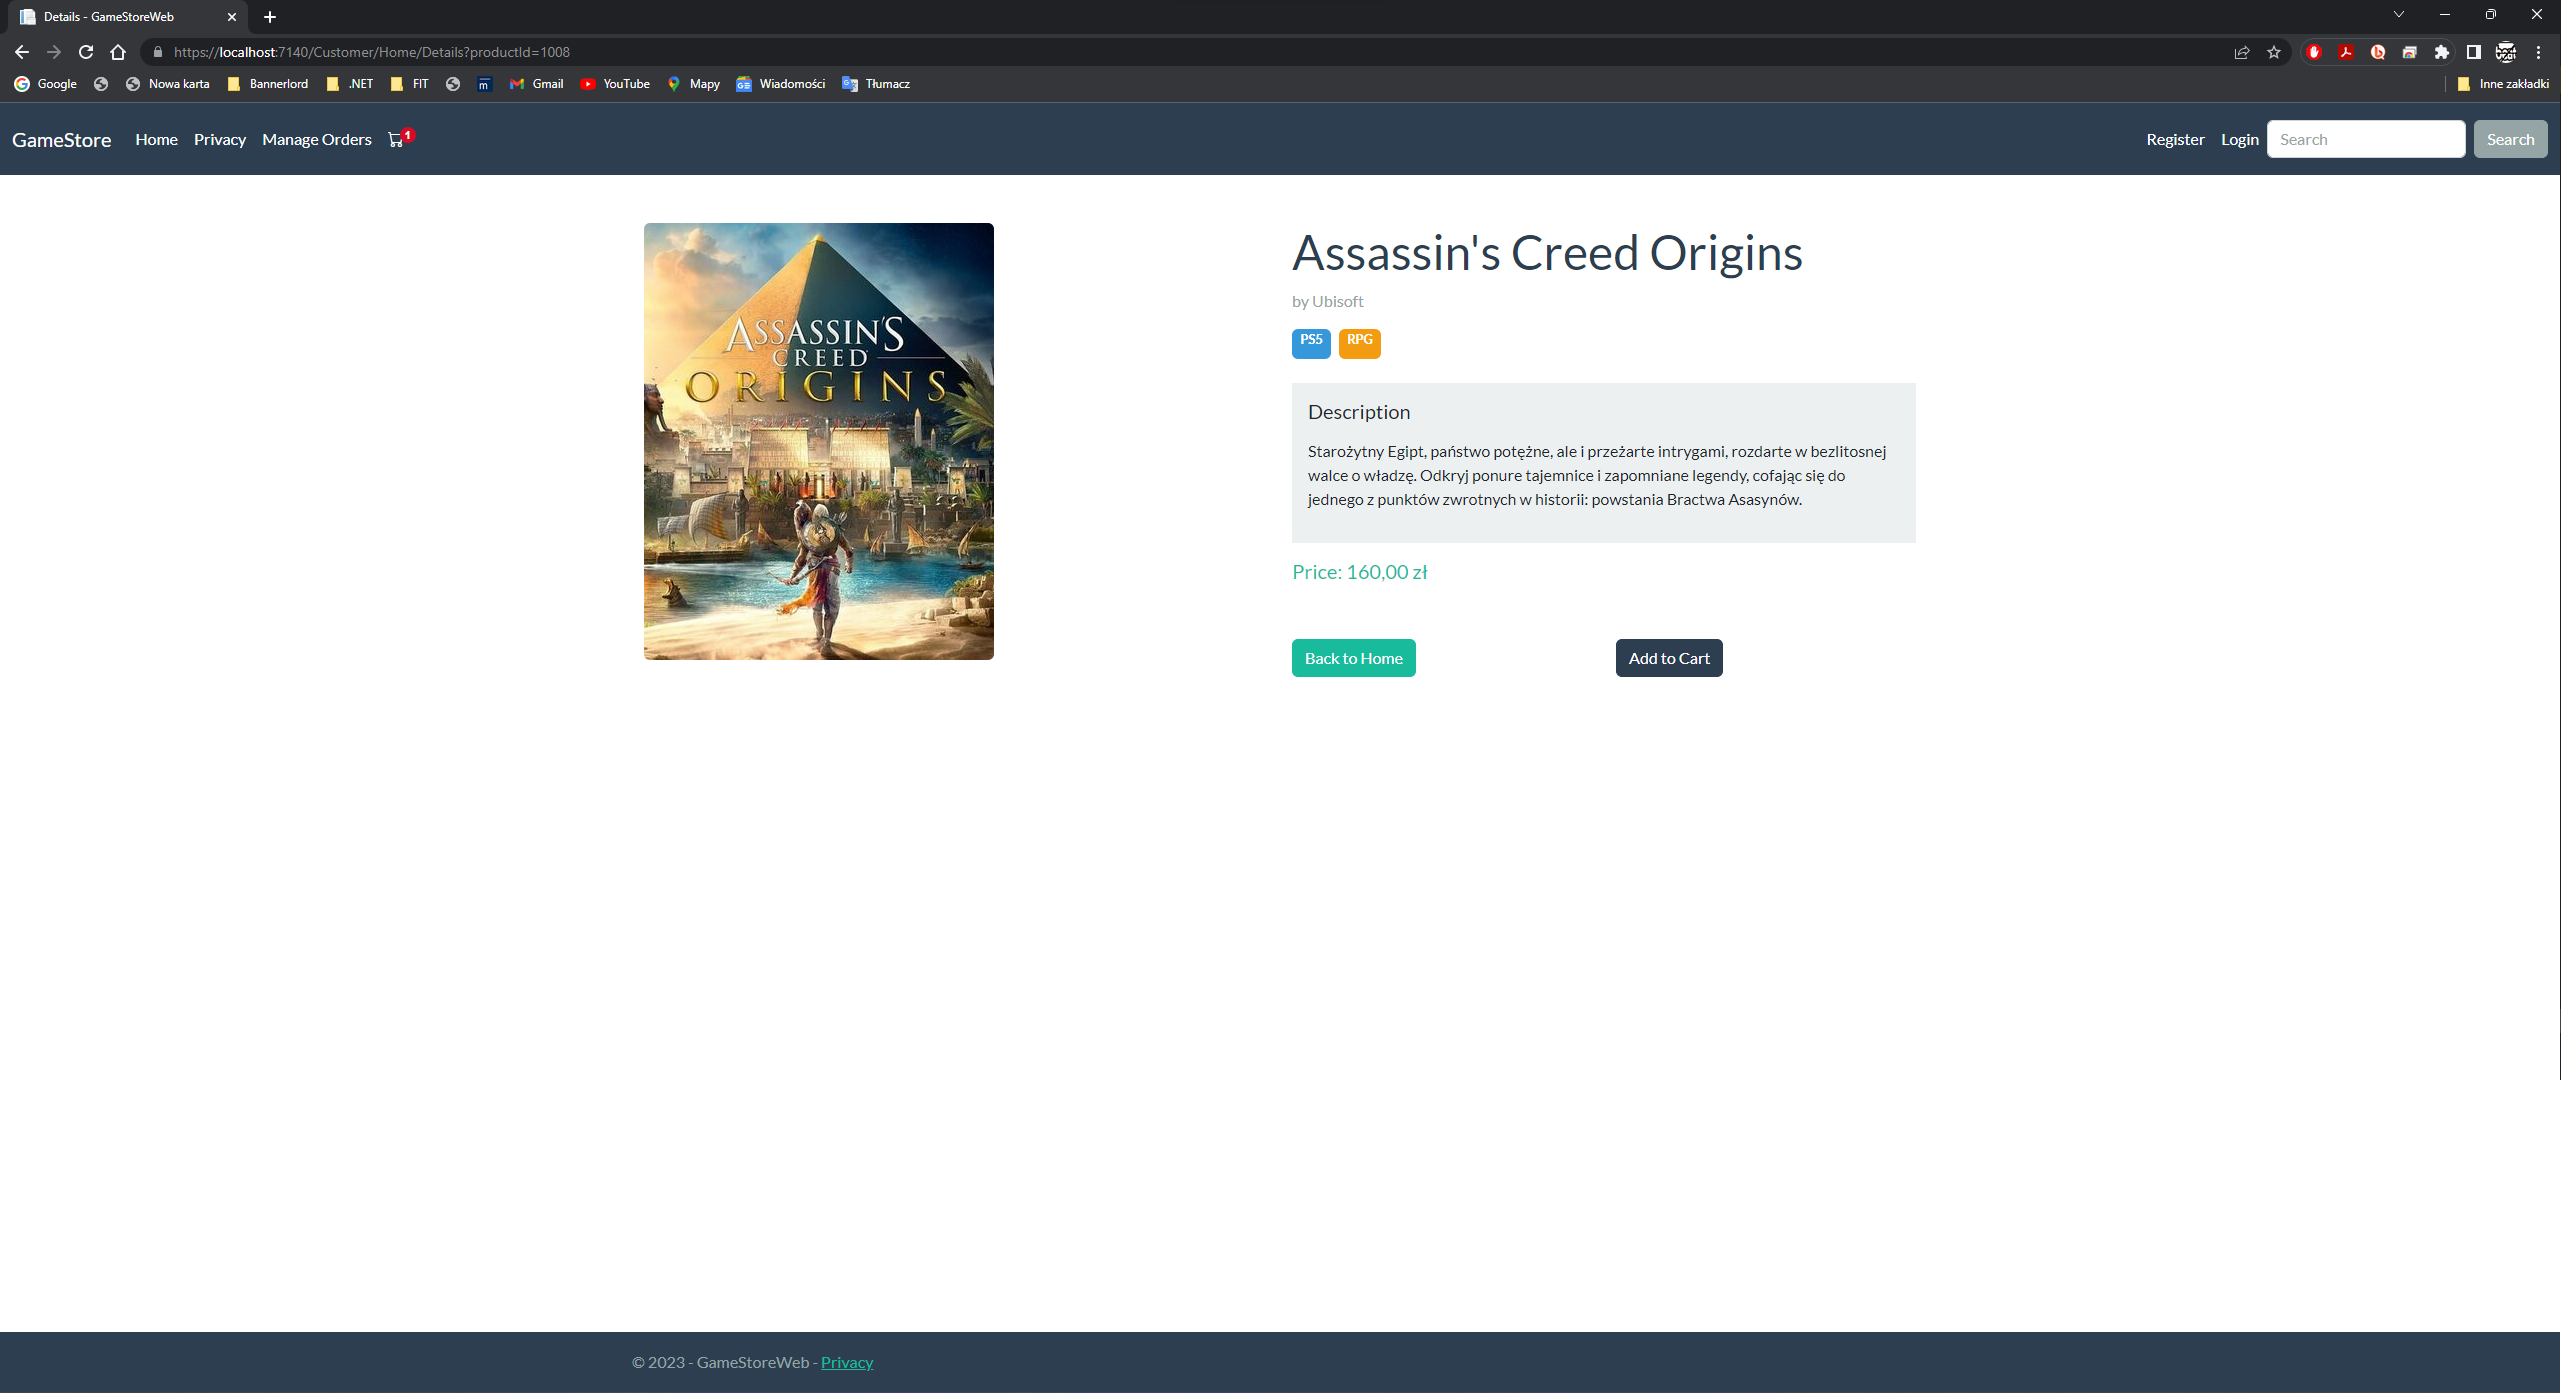 Details - GameStoreWeb
https://localhost:7140/Customer/Home/Details?productId=1008
Google Nowa karta Bannerlord .NET FIT m Gmail YouTube Mapy Wiadomości Tłumacz Inne zakładki
GameStore Home Privacy Manage Orders 1 Register Login Search Search
ASSASSIN'S
CREED
ORIGINS
Assassin's Creed Origins
by Ubisoft
PS5 RPG
Description
Starożytny Egipt, państwo potężne, ale i przeżarte intrygami, rozdarte w bezlitosnej
walce o władzę. Odkryj ponure tajemnice i zapomniane legendy, cofając się do
jednego z punktów zwrotnych w historii: powstania Bractwa Asasynów.
Price: 160,00 zł
Back to Home Add to Cart
© 2023 - GameStoreWeb - Privacy